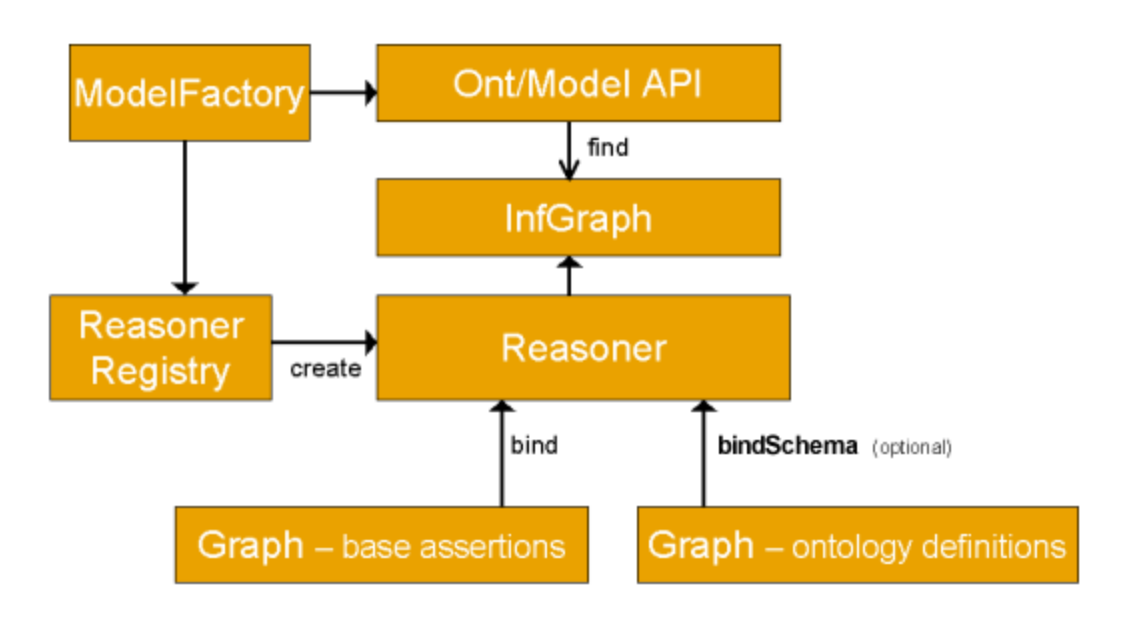 ModelFactory
Ont/Model API
find
InfGraph
Reasoner
Registry
create
Reasoner
bind
bindSchema (optional)
Graph – base assertions
Graph – ontology definitions